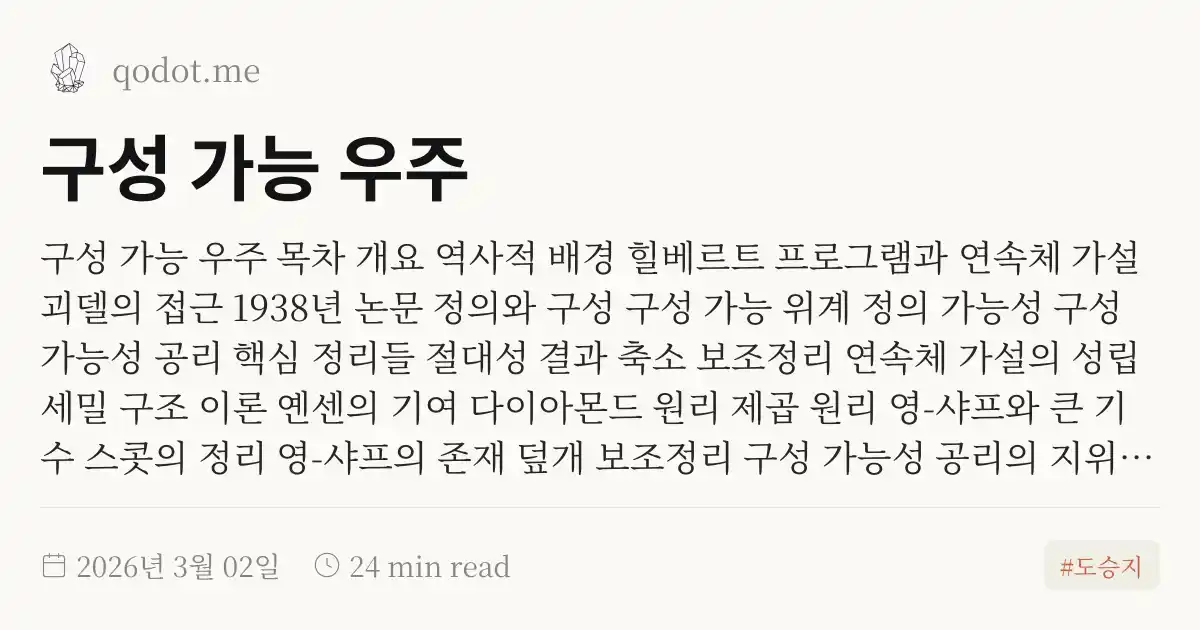 qodot.me
구성 가능 우주
구성 가능 우주 목차 개요 역사적 배경 힐베르트 프로그램과 연속체 가설
괴델의 접근 1938년 논문 정의와 구성 구성 가능 위계 정의 가능성 구성
가능성 공리 핵심 정리들 절대성 결과 축소 보조정리 연속체 가설의 성립
세밀 구조 이론 옌센의 기여 다이아몬드 원리 제곱 원리 영-샤프와 큰 기
수 스콧의 정리 영-샤프의 존재 덮개 보조정리 구성 가능성 공리의 지위…
2026년 3월 02일 24 min read
#도승지